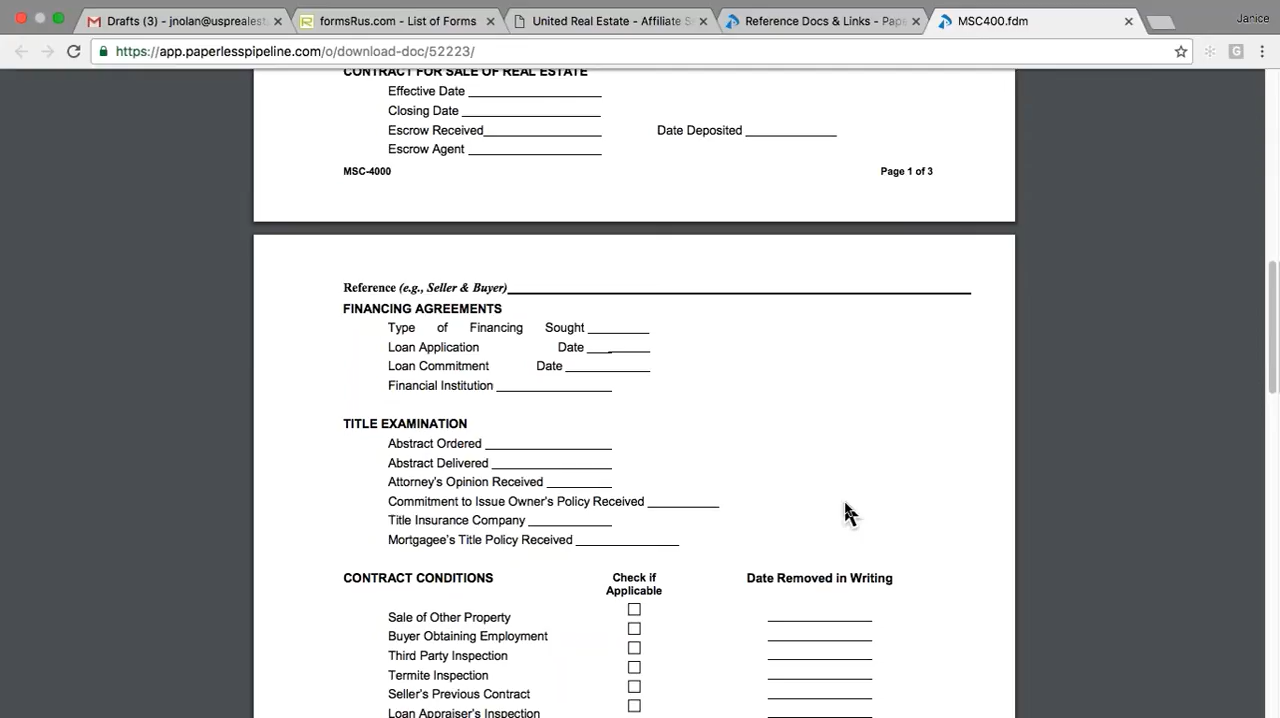 Drafts (3) - jnolan@usprealest
formsRus.com - List of Forms
United Real Estate - Affiliate S
Reference Docs & Links - Pape
MSC400.fdm
Janice
https://app.paperlesspipeline.com/o/download-doc/52223/
CONTRACT FOR SALE OF REAL ESTATE
Effective Date
Closing Date
Escrow Received Date Deposited
Escrow Agent
MSC-4000 Page 1 of 3
Reference (e.g., Seller & Buyer)
FINANCING AGREEMENTS
Type of Financing Sought
Loan Application Date
Loan Commitment Date
Financial Institution
TITLE EXAMINATION
Abstract Ordered
Abstract Delivered
Attorney's Opinion Received
Commitment to Issue Owner's Policy Received
Title Insurance Company
Mortgagee's Title Policy Received
CONTRACT CONDITIONS Check if Applicable Date Removed in Writing
Sale of Other Property
Buyer Obtaining Employment
Third Party Inspection
Termite Inspection
Seller's Previous Contract
Loan Appraiser's Inspection